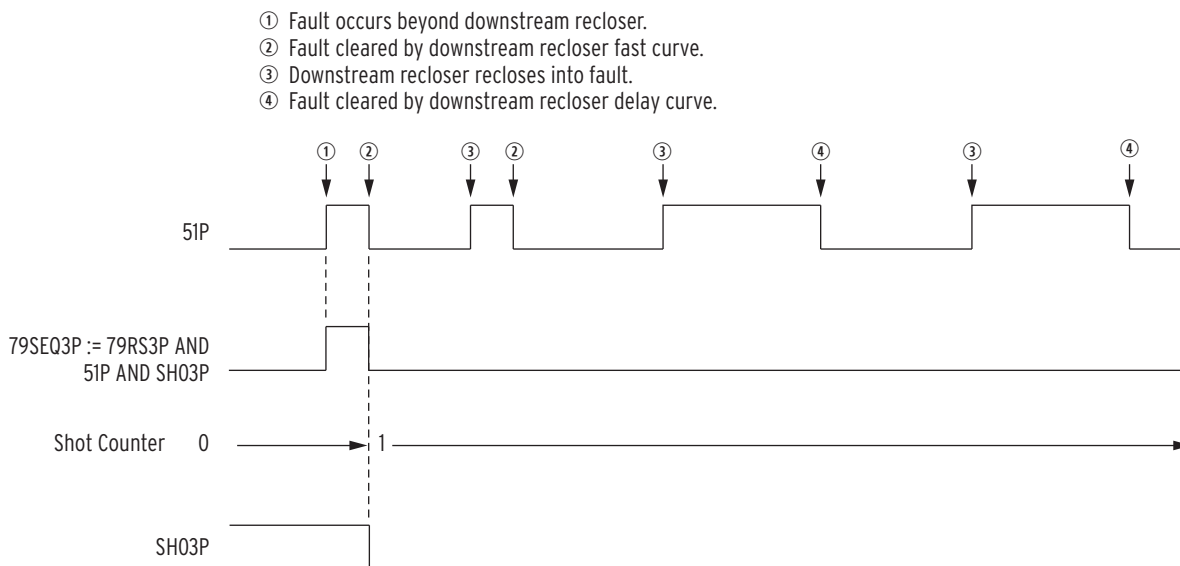 ① Fault occurs beyond downstream recloser.
② Fault cleared by downstream recloser fast curve.
③ Downstream recloser recloses into fault.
④ Fault cleared by downstream recloser delay curve.
① ② ③ ② ③ ④ ③ ④
51P
79SEQ3P := 79RS3P AND
51P AND SH03P
Shot Counter 0 1
SH03P